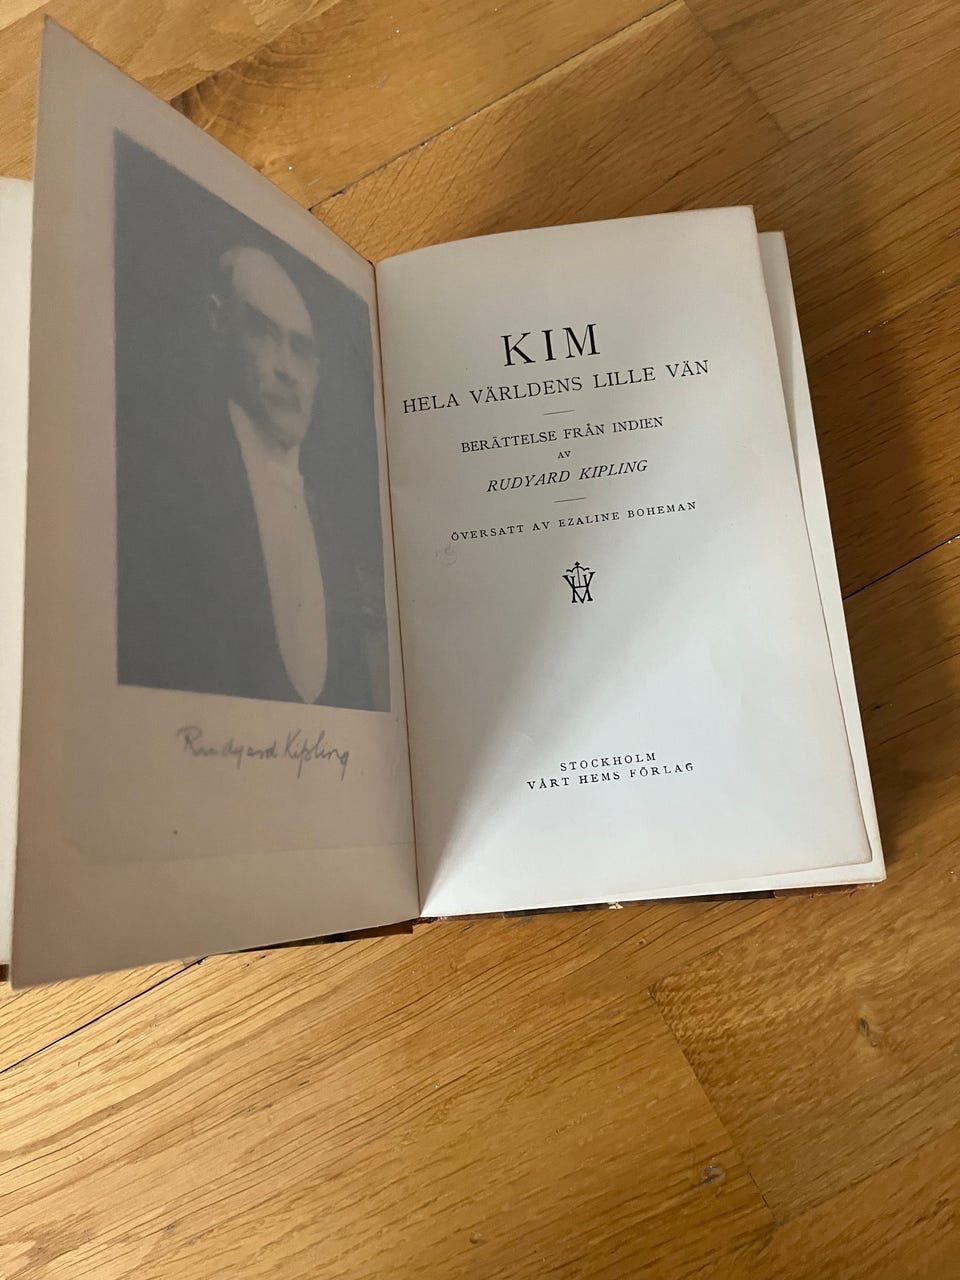 Rudyard Kipling
KIM
HELA VÄRLDENS LILLE VÄN
BERÄTTELSE FRÅN INDIEN
AV
RUDYARD KIPLING
ÖVERSATT AV EZALINE BOHEMAN
STOCKHOLM
VÅRT HEMS FÖRLAG